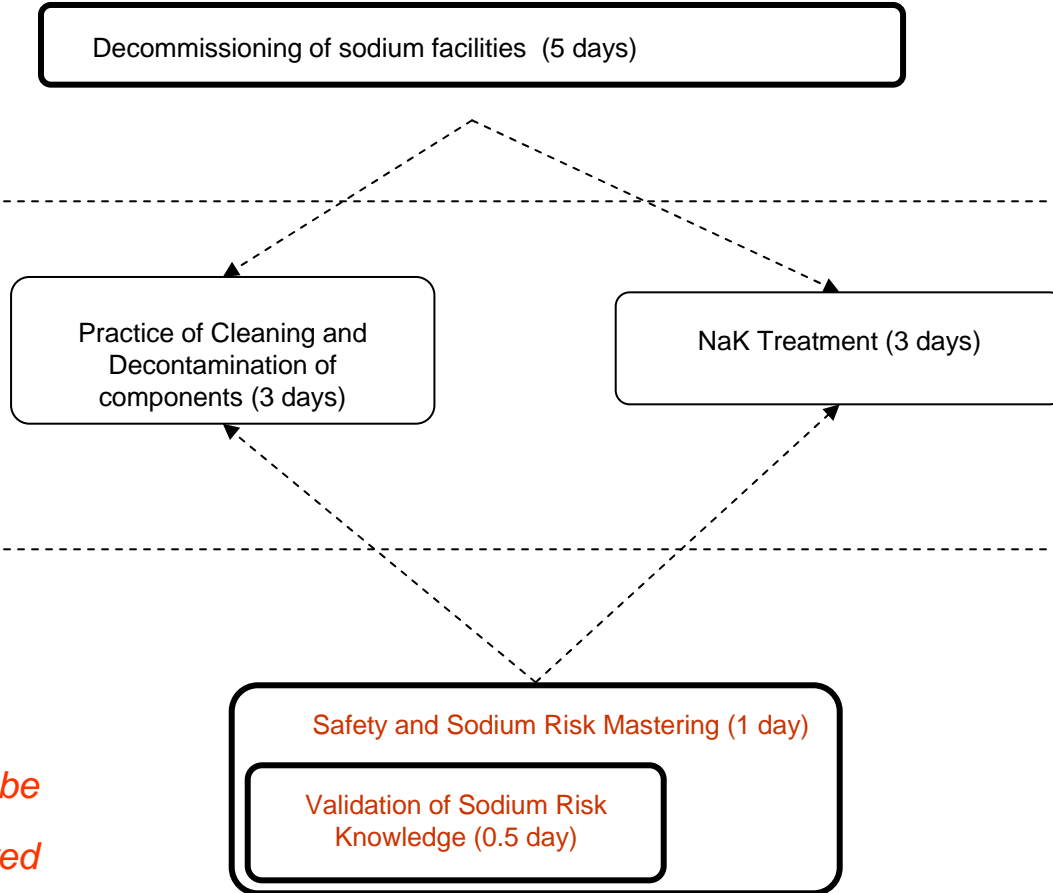 Decommissioning of sodium facilities (5 days)
Practice of Cleaning and
Decontamination of
components (3 days)
NaK Treatment (3 days)
Safety and Sodium Risk Mastering (1 day)
Validation of Sodium Risk
Knowledge (0.5 day)
be